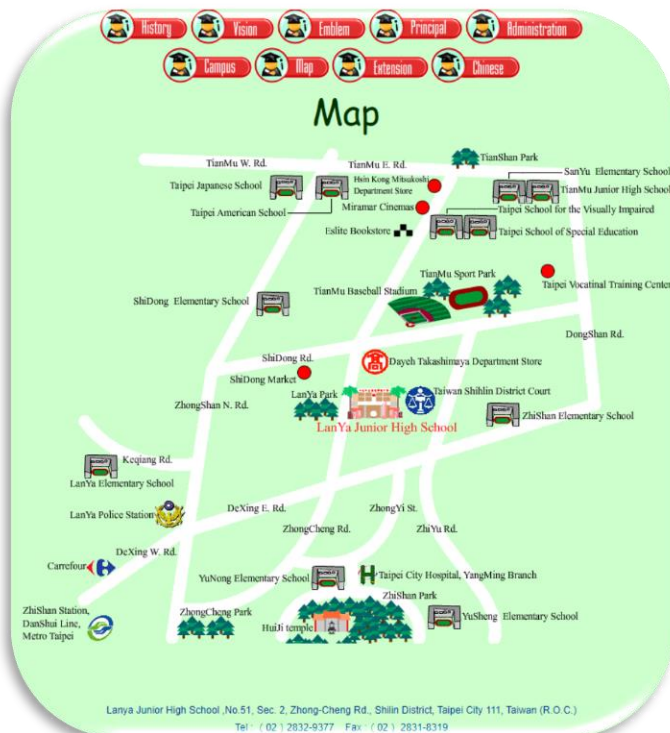 History
Vision
Emblem
Principal
Administration
Campus
Map
Extension
Chinese
Map
TianMu W. Rd.
TianMu E. Rd.
TianShan Park
SanYu Elementary School
Taipei Japanese School
Hsin Kong Mitsukoshi
Department Store
TianMu Junior High School
Taipei American School
Miramar Cinemas
Taipei School for the Visually Impaired
Eslite Bookstore
Taipei School of Special Education
TianMu Sport Park
TianMu Baseball Stadium
Taipei Vocatinal Training Center
ShiDong Elementary School
DongShan Rd.
ShiDong Rd.
Dayeh Takashimaya Department Store
ShiDong Market
LanYa Park
Taiwan Shihlin District Court
ZhongShan N. Rd.
ZhiShan Elementary School
LanYa Junior High School
Keqiang Rd.
LanYa Elementary School
DeXing E. Rd.
ZhongYi St.
LanYa Police Station
ZhongCheng Rd.
ZhiYu Rd.
DeXing W. Rd.
Carrefour
YuNong Elementary School
Taipei City Hospital, YangMing Branch
ZhiShan Park
ZhiShan Station,
DanShui Line,
Metro Taipei
ZhongCheng Park
HuiJi temple
YuSheng Elementary School
Lanya Junior High School ,No.51, Sec. 2, Zhong-Cheng Rd., Shilin District, Taipei City 111, Taiwan (R.O.C.)
Tel : ( 02 ) 2832-9377 Fax : ( 02 ) 2831-8319